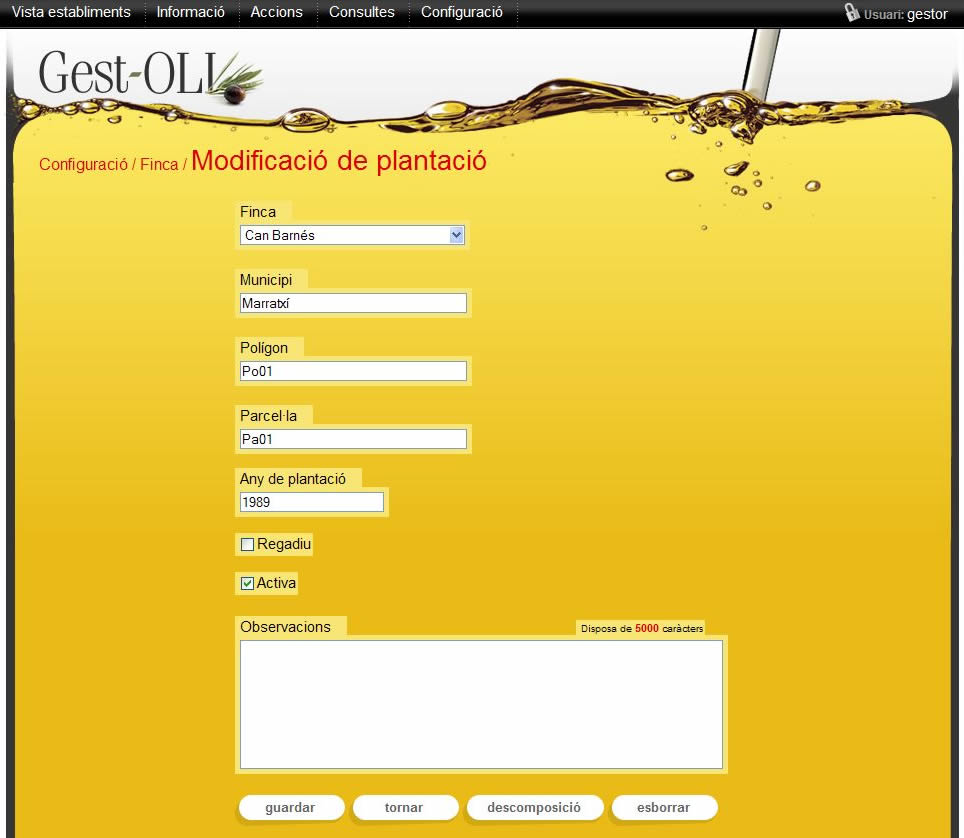 Vista establiments Informació Accions Consultes Configuració Usuari: gestor
Gest-OLI
Configuració / Finca / Modificació de plantació
Finca
Can Barnés
Municipi
Marratxí
Polígon
Po01
Parcel·la
Pa01
Any de plantació
1989
Regadiu
Activa
Observacions Disposa de 5000 caràcters
guardar tornar descomposició esborrar